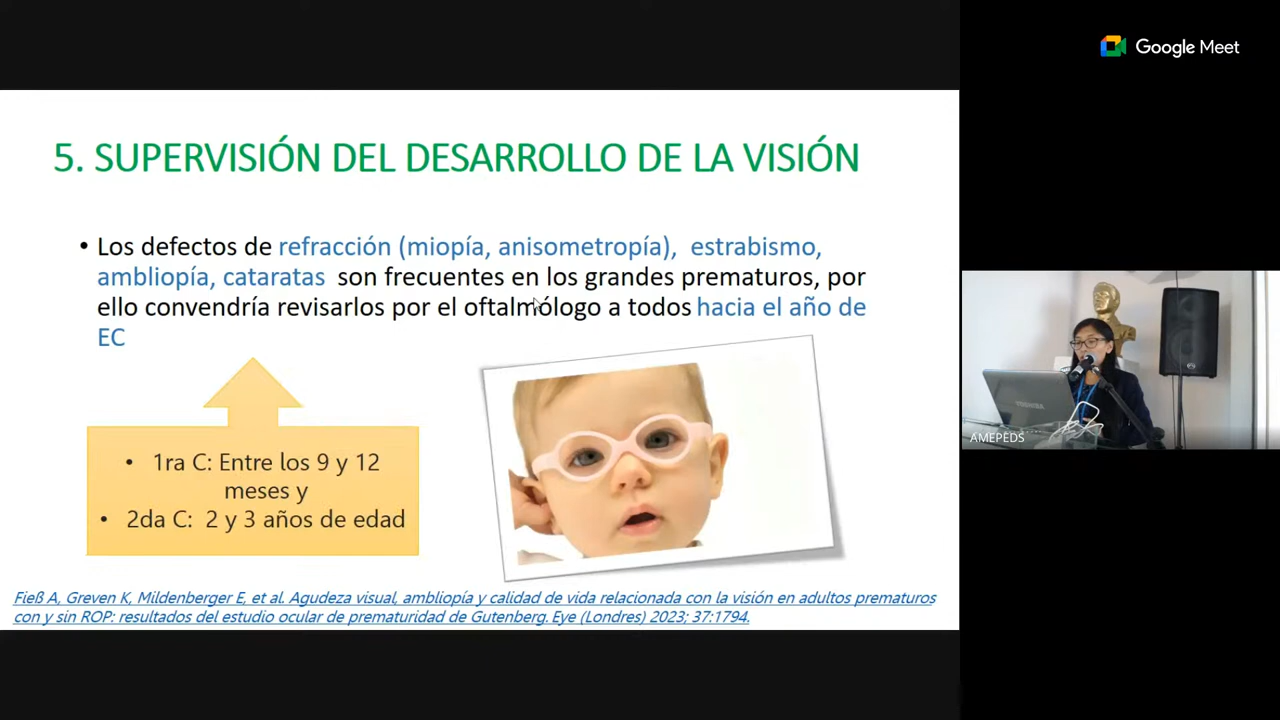 Google Meet
5. SUPERVISIÓN DEL DESARROLLO DE LA VISIÓN
• Los defectos de refracción (miopía, anisometropía), estrabismo,
ambliopía, cataratas son frecuentes en los grandes prematuros, por
ello convendría revisarlos por el oftalmólogo a todos hacia el año de
EC
• 1ra C: Entre los 9 y 12
meses y
• 2da C: 2 y 3 años de edad
Fieß A, Greven K, Mildenberger E, et al. Agudeza visual, ambliopía y calidad de vida relacionada con la visión en adultos prematuros
con y sin ROP: resultados del estudio ocular de prematuridad de Gutenberg. Eye (Londres) 2023; 37:1794.
TOSHIBA
AMEPEDS